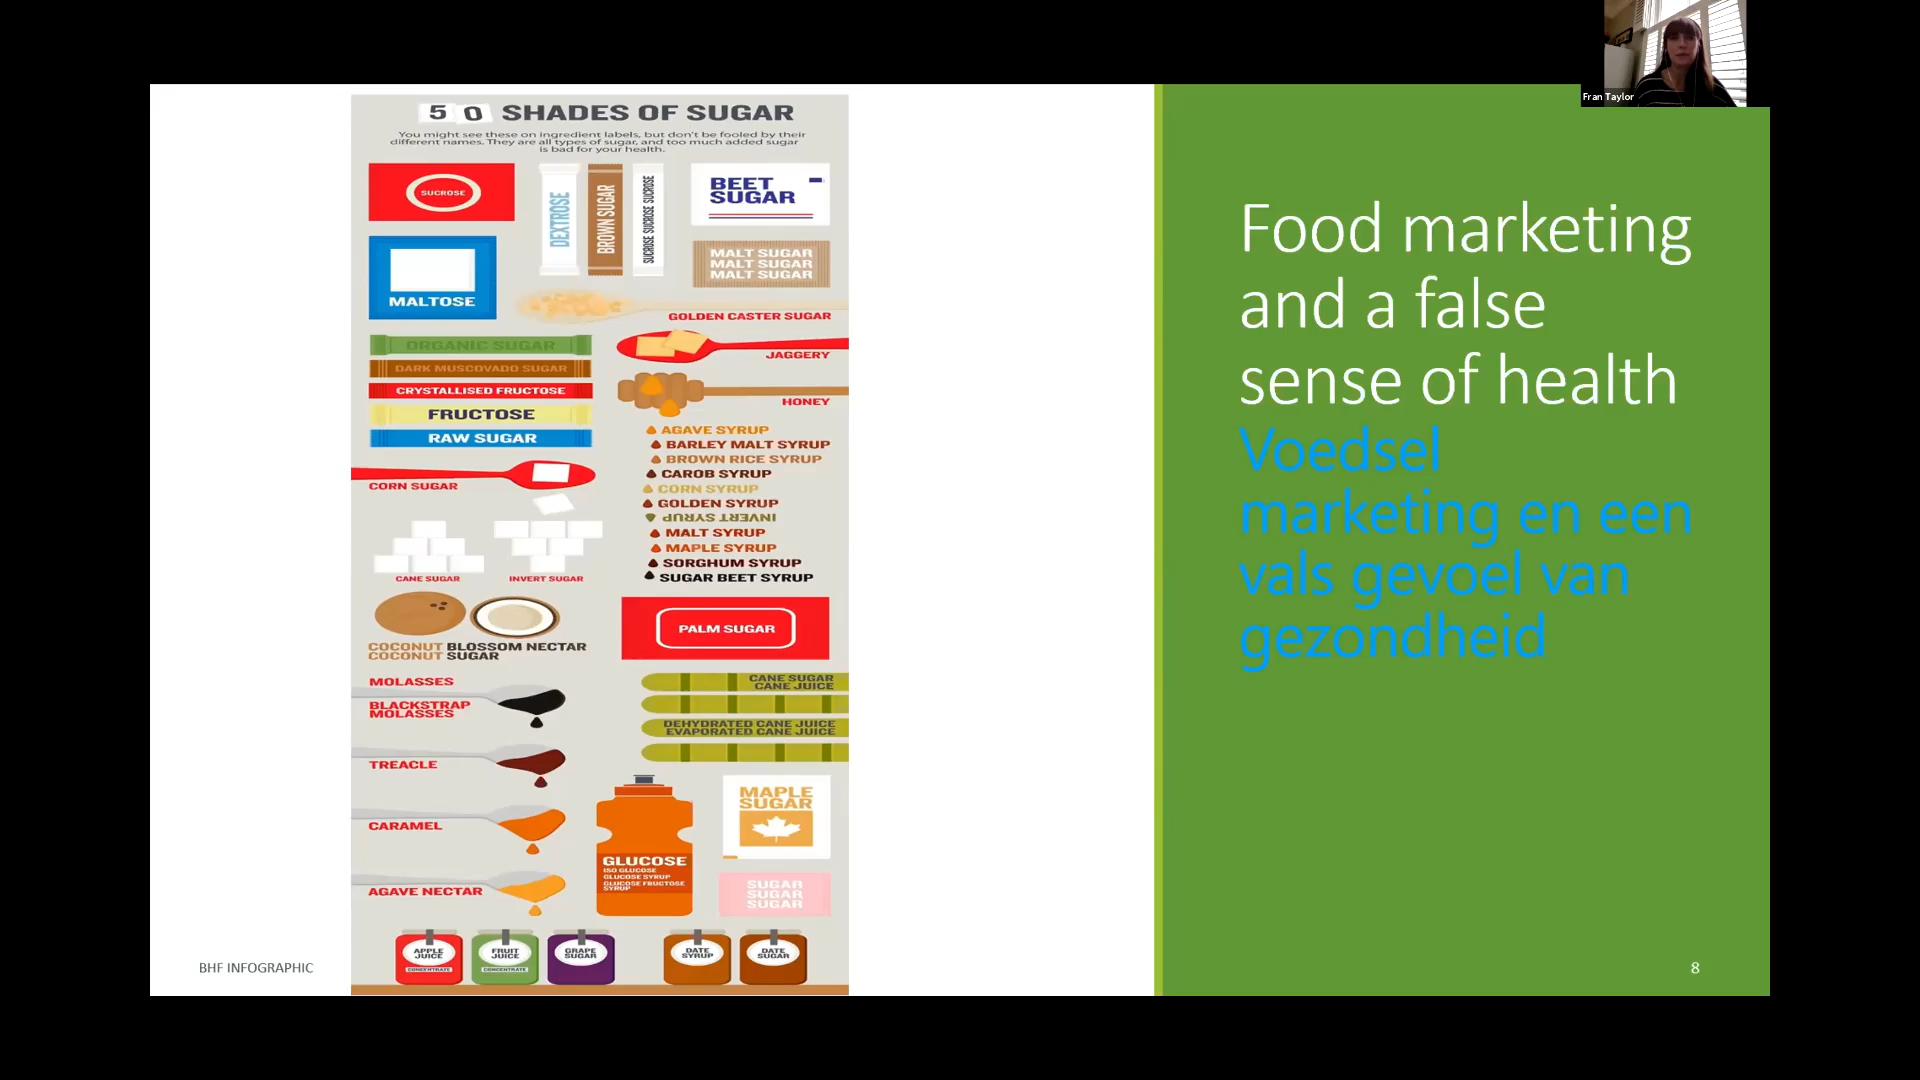 Fran Taylor
50 SHADES OF SUGAR
You might see these on ingredient labels, but don't be fooled by their
different names. They are all types of sugar, and too much added sugar
is bad for your health.
SUCROSE
DEXTROSE
BROWN SUGAR
SUCROSE SUCROSE SUCROSE
BEET
SUGAR
MALTOSE
MALT SUGAR
MALT SUGAR
MALT SUGAR
GOLDEN CASTER SUGAR
ORGANIC SUGAR
DARK MUSCOVADO SUGAR
CRYSTALLISED FRUCTOSE
FRUCTOSE
RAW SUGAR
JAGGERY
HONEY
AGAVE SYRUP
BARLEY MALT SYRUP
BROWN RICE SYRUP
CAROB SYRUP
CORN SYRUP
GOLDEN SYRUP
INVERT SYRUP
MALT SYRUP
MAPLE SYRUP
SORGHUM SYRUP
SUGAR BEET SYRUP
CORN SUGAR
CANE SUGAR
INVERT SUGAR
COCONUT BLOSSOM NECTAR
COCONUT SUGAR
PALM SUGAR
MOLASSES
BLACKSTRAP
MOLASSES
CANE SUGAR
CANE JUICE
DEHYDRATED CANE JUICE
EVAPORATED CANE JUICE
TREACLE
CARAMEL
AGAVE NECTAR
GLUCOSE
ISO GLUCOSE
GLUCOSE SYRUP
GLUCOSE FRUCTOSE
SYRUP
MAPLE
SUGAR
SUGAR
SUGAR
SUGAR
APPLE
JUICE
CONCENTRATE
FRUIT
JUICE
CONCENTRATE
GRAPE
SUGAR
DATE
SYRUP
DATE
SUGAR
BHF INFOGRAPHIC
Food marketing
and a false
sense of health
Voedsel
marketing en een
vals gevoel van
gezondheid
8